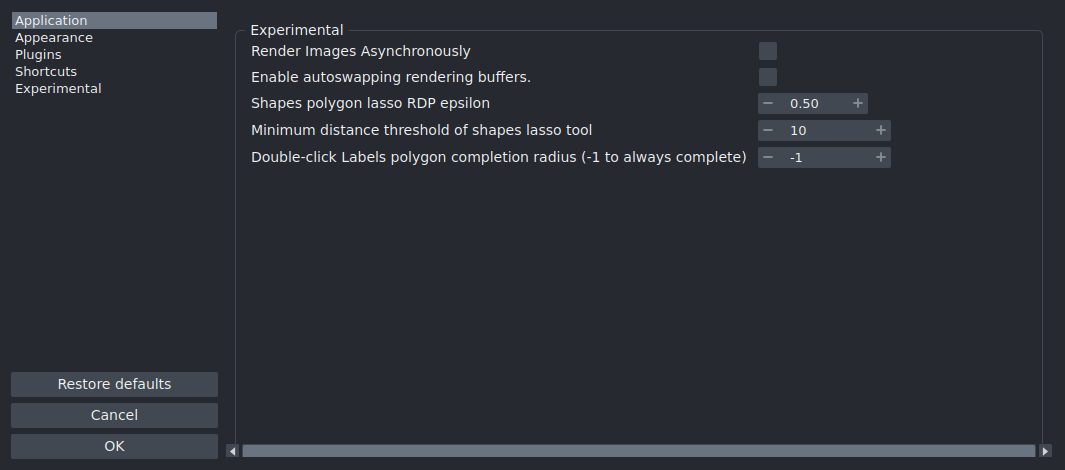 Application
Appearance
Plugins
Shortcuts
Experimental
Restore defaults
Cancel
OK
Experimental
Render Images Asynchronously
Enable autoswapping rendering buffers.
Shapes polygon lasso RDP epsilon − 0.50 +
Minimum distance threshold of shapes lasso tool − 10 +
Double-click Labels polygon completion radius (-1 to always complete) − -1 +